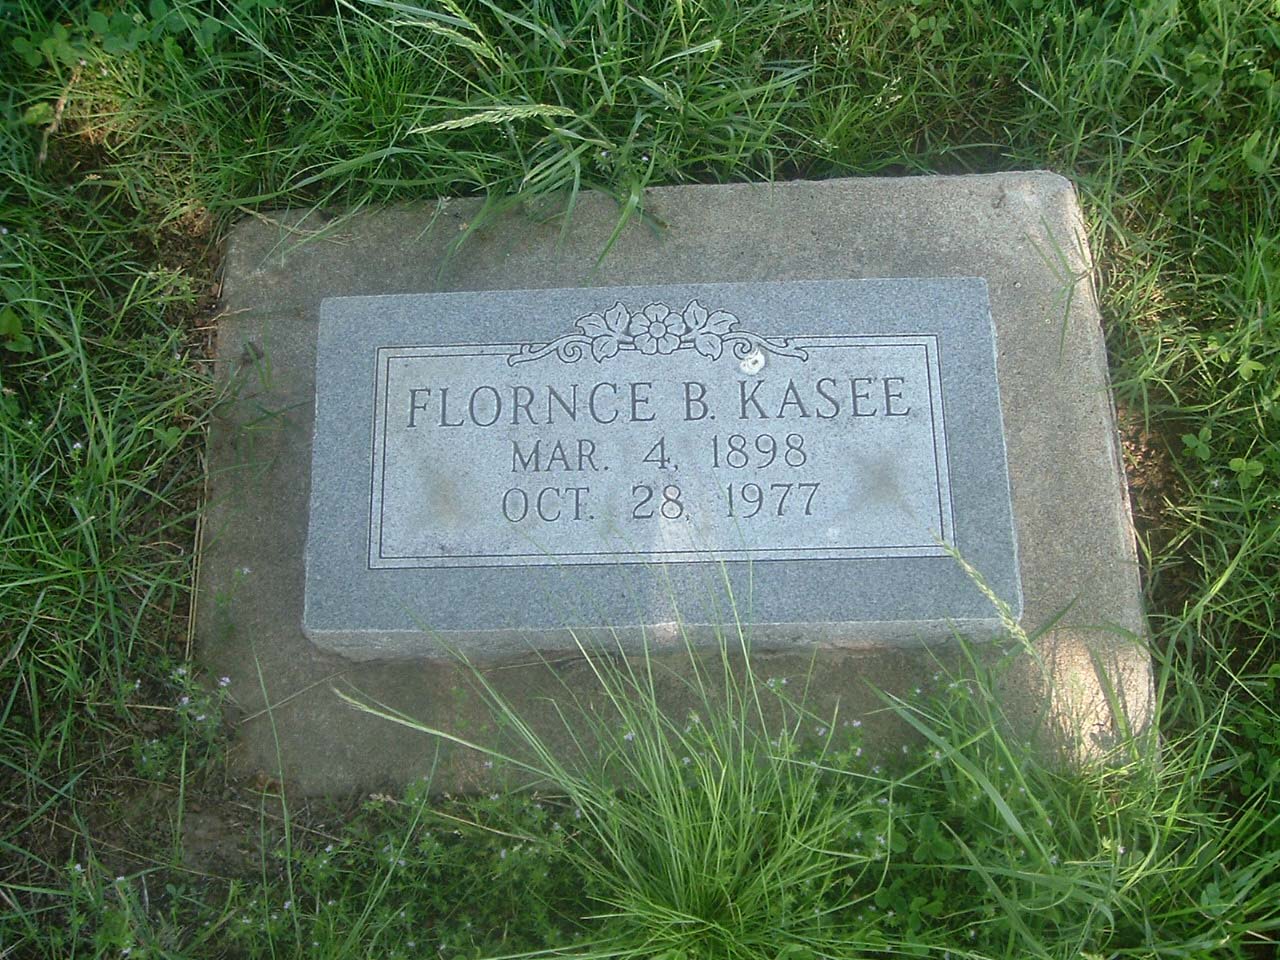 FLORNCE B. KASEE
MAR. 4, 1898
OCT. 28, 1977